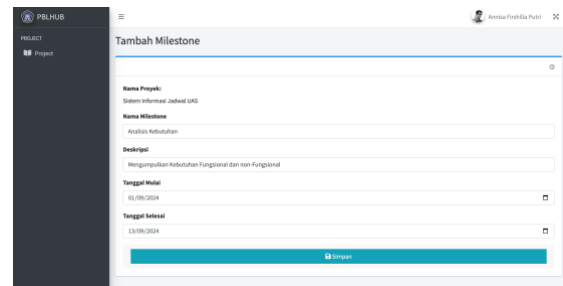 PBLHUB
Annisa Firshilla Putri
PROJECT
Project
Tambah Milestone
Nama Proyek:
Sistem Informasi Jadwal UAS
Nama Milestone
Analisis Kebutuhan
Deskripsi
Mengumpulkan Kebutuhan Fungsional dan non-Fungsional
Tanggal Mulai
01/09/2024
Tanggal Selesai
13/09/2024
Simpan